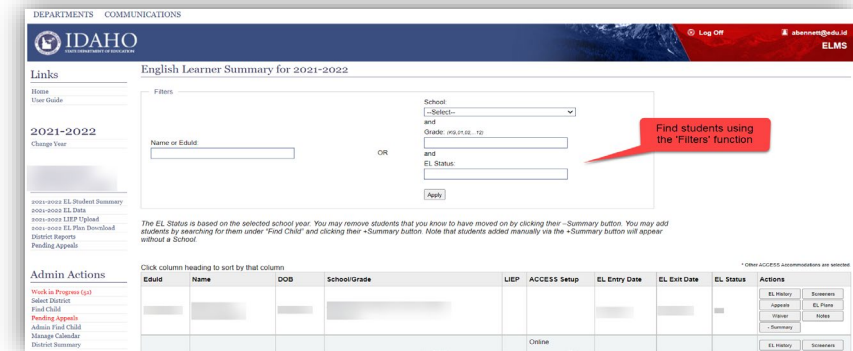 DEPARTMENTS COMMUNICATIONS
IDAHO
STATE DEPARTMENT OF EDUCATION
Log Off
abennett@edu.id
ELMS
Links
Home
User Guide
2021-2022
Change Year
2021-2022 EL Student Summary
2021-2022 EL Data
2021-2022 LIEP Upload
2021-2022 EL Plan Download
District Reports
Pending Appeals
Admin Actions
Work in Progress (52)
Select District
Find Child
Pending Appeals
Admin Find Child
Manage Calendar
District Summary
English Learner Summary for 2021-2022
Filters
Name or EduId:
OR
School:
--Select--
and
Grade: (KG,01,02,..12)
and
EL Status:
Apply
Find students using
the 'Filters' function
The EL Status is based on the selected school year. You may remove students that you know to have moved on by clicking their --Summary button. You may add
students by searching for them under "Find Child" and clicking their +Summary button. Note that students added manually via the +Summary button will appear
without a School.
* Other ACCESS Accommodations are selected
Click column heading to sort by that column
EduId Name DOB School/Grade LIEP ACCESS Setup EL Entry Date EL Exit Date EL Status Actions
EL History Screeners
Appeals EL Plans
Waiver Notes
- Summary
Online
EL History Screeners